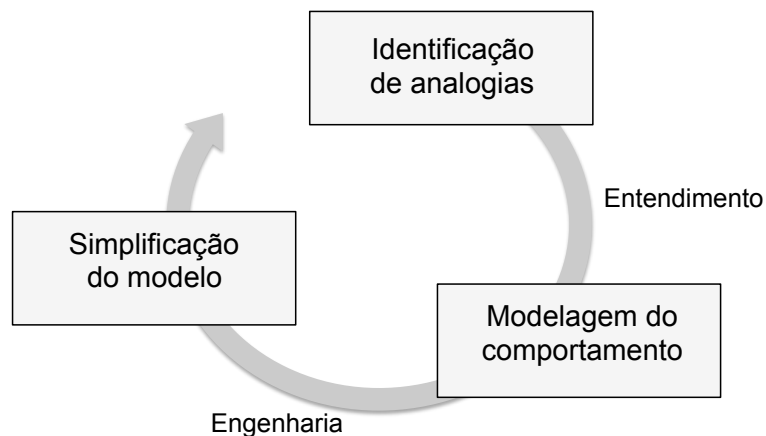 Identificação
de analogias
Entendimento
Simplificação
do modelo
Modelagem do
comportamento
Engenharia